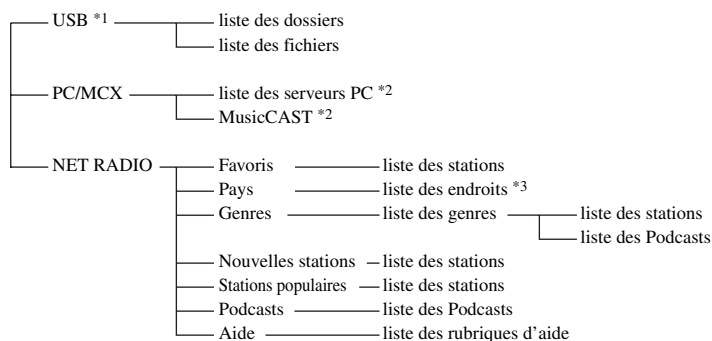 USB *1 liste des dossiers
liste des fichiers
PC/MCX liste des serveurs PC *2
MusicCAST *2
NET RADIO Favoris liste des stations
Pays liste des endroits *3
Genres liste des genres liste des stations
liste des Podcasts
Nouvelles stations liste des stations
Stations populaires liste des stations
Podcasts liste des Podcasts
Aide liste des rubriques d'aide